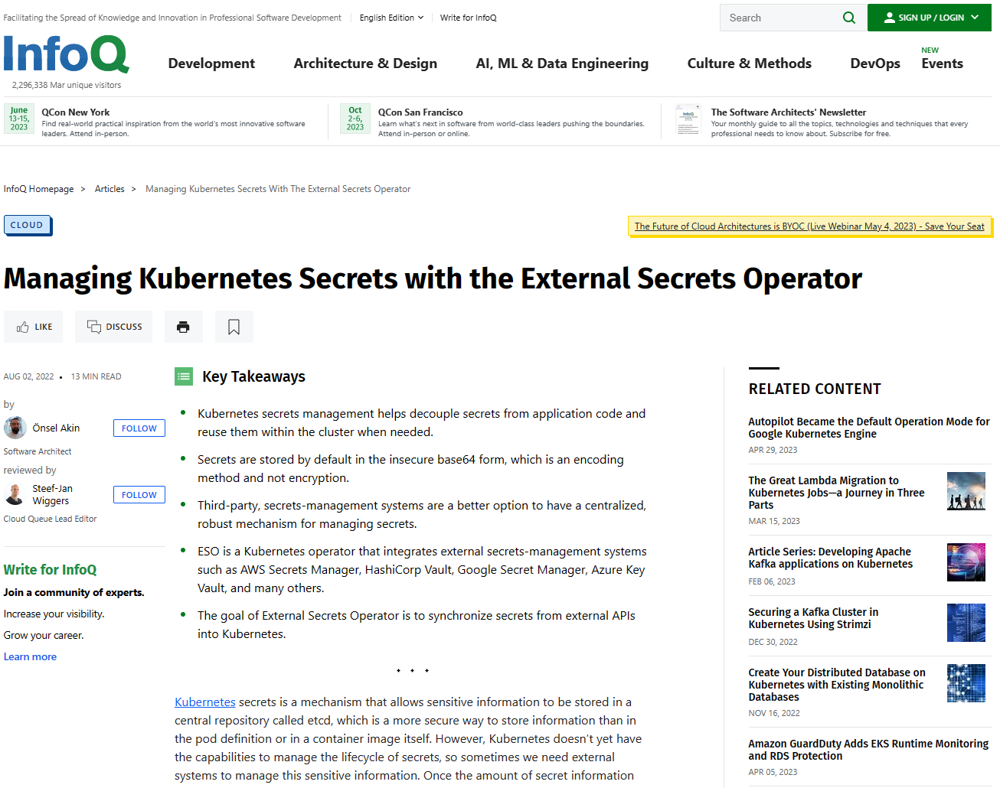 Facilitating the Spread of Knowledge and Innovation in Professional Software Development
English Edition
Write for InfoQ
Search
SIGN UP / LOGIN
InfoQ
2,296,338 Mar unique visitors
Development
Architecture & Design
AI, ML & Data Engineering
Culture & Methods
DevOps
NEW
Events
June
13-15,
2023
QCon New York
Find real-world practical inspiration from the world's most innovative software
leaders. Attend in-person.
Oct
2-6,
2023
QCon San Francisco
Learn what's next in software from world-class leaders pushing the boundaries.
Attend in-person or online.
InfoQ
The Software Architects' Newsletter
Your monthly guide to all the topics, technologies and techniques that every
professional needs to know about. Subscribe for free.
InfoQ Homepage > Articles > Managing Kubernetes Secrets With The External Secrets Operator
CLOUD
The Future of Cloud Architectures is BYOC (Live Webinar May 4, 2023) - Save Your Seat
Managing Kubernetes Secrets with the External Secrets Operator
LIKE
DISCUSS
AUG 02, 2022 • 13 MIN READ
by
Önsel Akin
FOLLOW
Software Architect
reviewed by
Steef-Jan
Wiggers
FOLLOW
Cloud Queue Lead Editor
Write for InfoQ
Join a community of experts.
Increase your visibility.
Grow your career.
Learn more
Key Takeaways
• Kubernetes secrets management helps decouple secrets from application code and
reuse them within the cluster when needed.
• Secrets are stored by default in the insecure base64 form, which is an encoding
method and not encryption.
• Third-party, secrets-management systems are a better option to have a centralized,
robust mechanism for managing secrets.
• ESO is a Kubernetes operator that integrates external secrets-management systems
such as AWS Secrets Manager, HashiCorp Vault, Google Secret Manager, Azure Key
Vault, and many others.
• The goal of External Secrets Operator is to synchronize secrets from external APIs
into Kubernetes.
Kubernetes secrets is a mechanism that allows sensitive information to be stored in a
central repository called etcd, which is a more secure way to store information than in
the pod definition or in a container image itself. However, Kubernetes doesn't yet have
the capabilities to manage the lifecycle of secrets, so sometimes we need external
systems to manage this sensitive information. Once the amount of secret information
RELATED CONTENT
Autopilot Became the Default Operation Mode for
Google Kubernetes Engine
APR 29, 2023
The Great Lambda Migration to
Kubernetes Jobs—a Journey in Three
Parts
MAR 15, 2023
Article Series: Developing Apache
Kafka applications on Kubernetes
FEB 06, 2023
Securing a Kafka Cluster in
Kubernetes Using Strimzi
DEC 30, 2022
Create Your Distributed Database on
Kubernetes with Existing Monolithic
Databases
NOV 16, 2022
Amazon GuardDuty Adds EKS Runtime Monitoring
and RDS Protection
APR 05, 2023